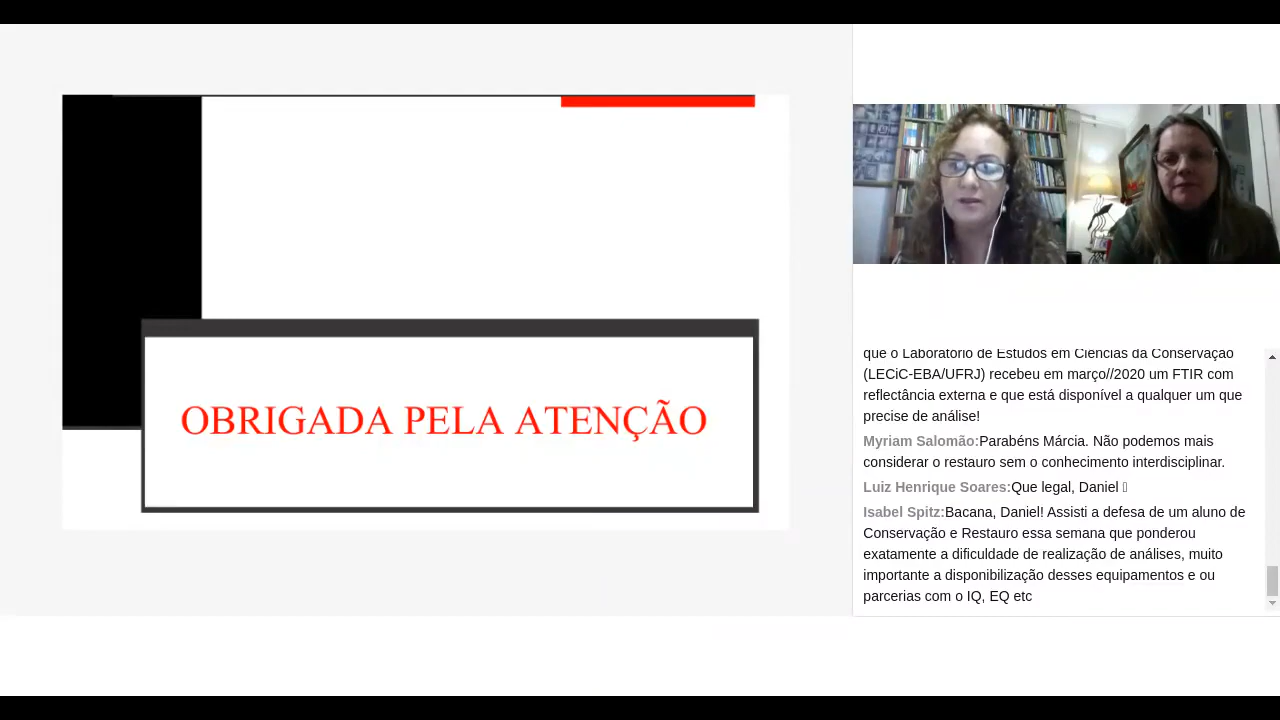 OBRIGADA PELA ATENÇÃO
que o Laboratório de Estudos em Ciências da Conservação
(LECiC-EBA/UFRJ) recebeu em março//2020 um FTIR com
reflectância externa e que está disponível a qualquer um que
precise de análise!
Myriam Salomão:Parabéns Márcia. Não podemos mais
considerar o restauro sem o conhecimento interdisciplinar.
Luiz Henrique Soares:Que legal, Daniel
Isabel Spitz:Bacana, Daniel! Assisti a defesa de um aluno de
Conservação e Restauro essa semana que ponderou
exatamente a dificuldade de realização de análises, muito
importante a disponibilização desses equipamentos e ou
parcerias com o IQ, EQ etc